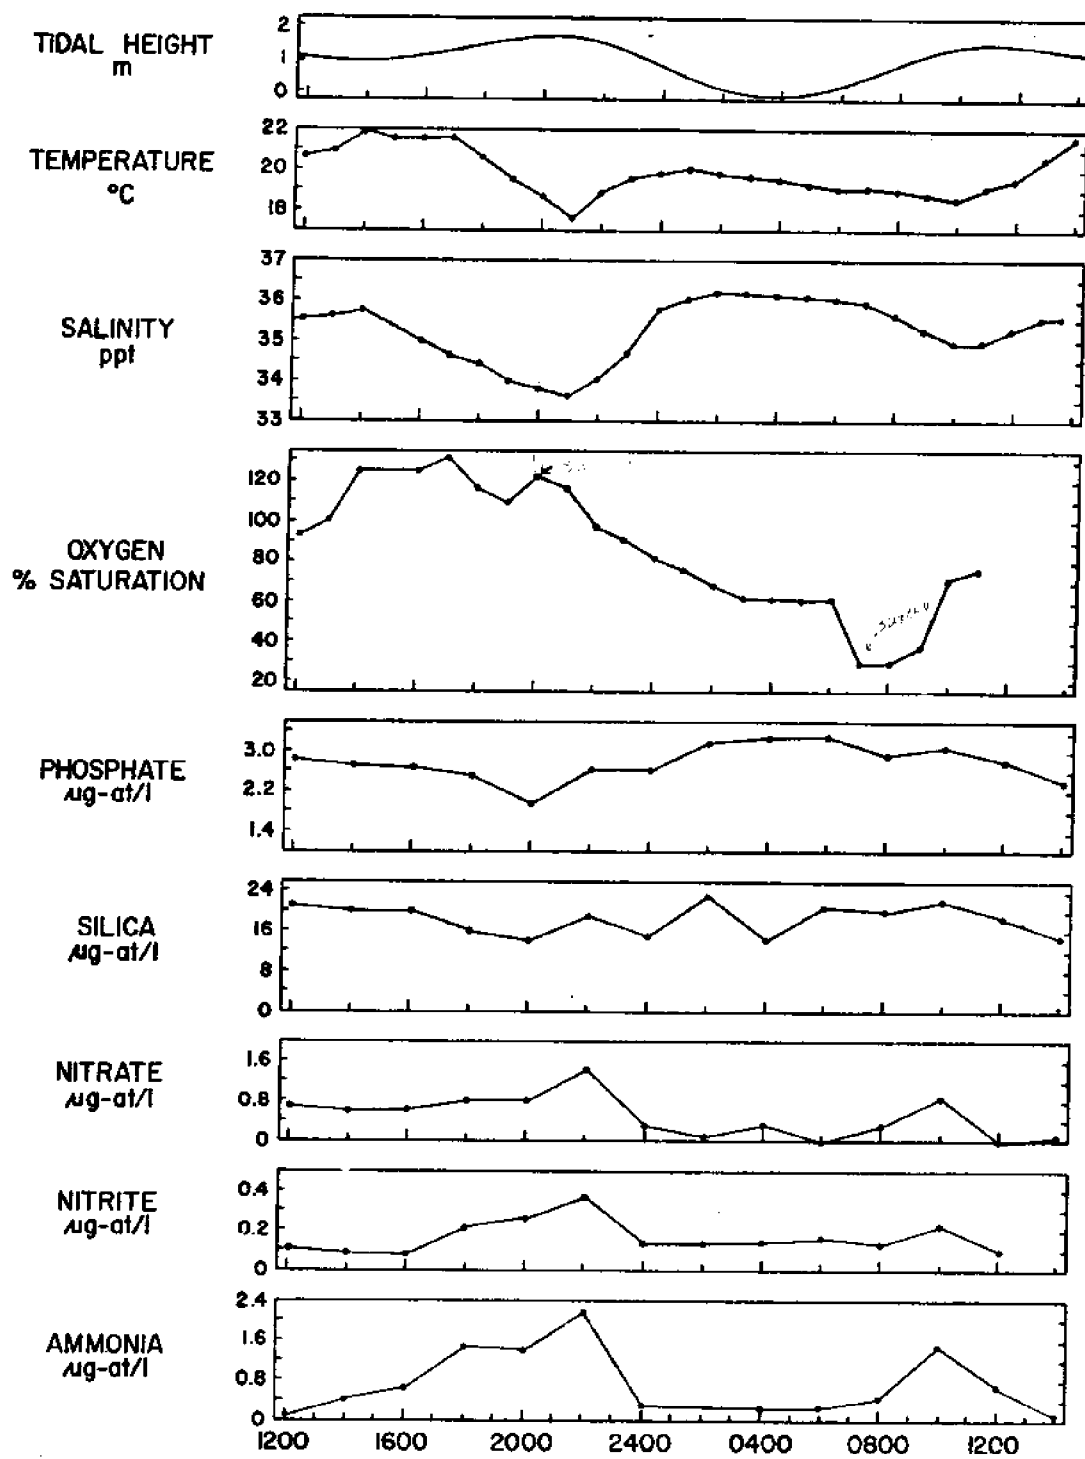 TIDAL HEIGHT
m
2
1
0
TEMPERATURE
°C
22
20
18
SALINITY
ppt
37
36
35
34
33
OXYGEN
% SATURATION
120
100
80
60
40
20
PHOSPHATE
µg-at/l
3.0
2.2
1.4
SILICA
µg-at/l
24
16
8
0
NITRATE
µg-at/l
1.6
0.8
0
NITRITE
µg-at/l
0.4
0.2
0
AMMONIA
µg-at/l
2.4
1.6
0.8
0
1200 1600 2000 2400 0400 0800 1200